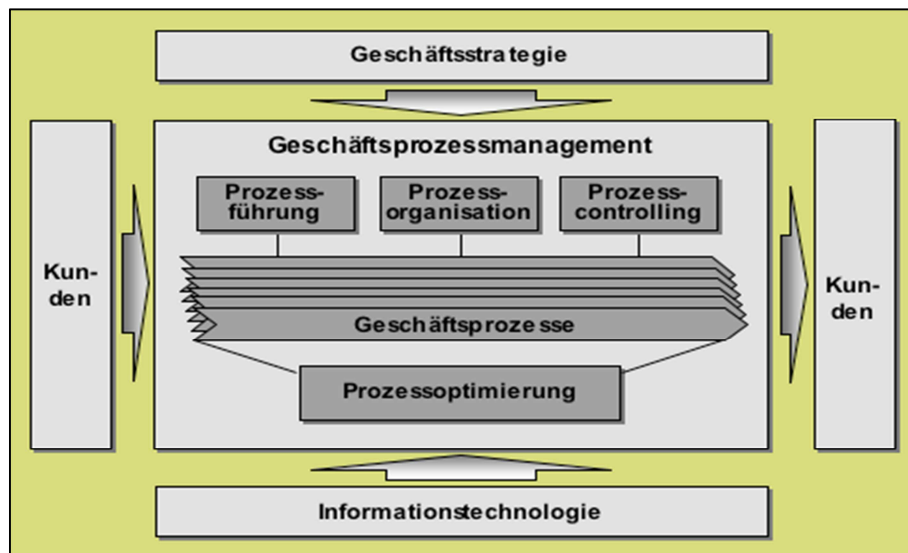 Geschäftsstrategie
Geschäftsprozessmanagement
Prozess-
führung
Prozess-
organisation
Prozess-
controlling
Kun-
den
Geschäftsprozesse
Kun-
den
Prozessoptimierung
Informationstechnologie